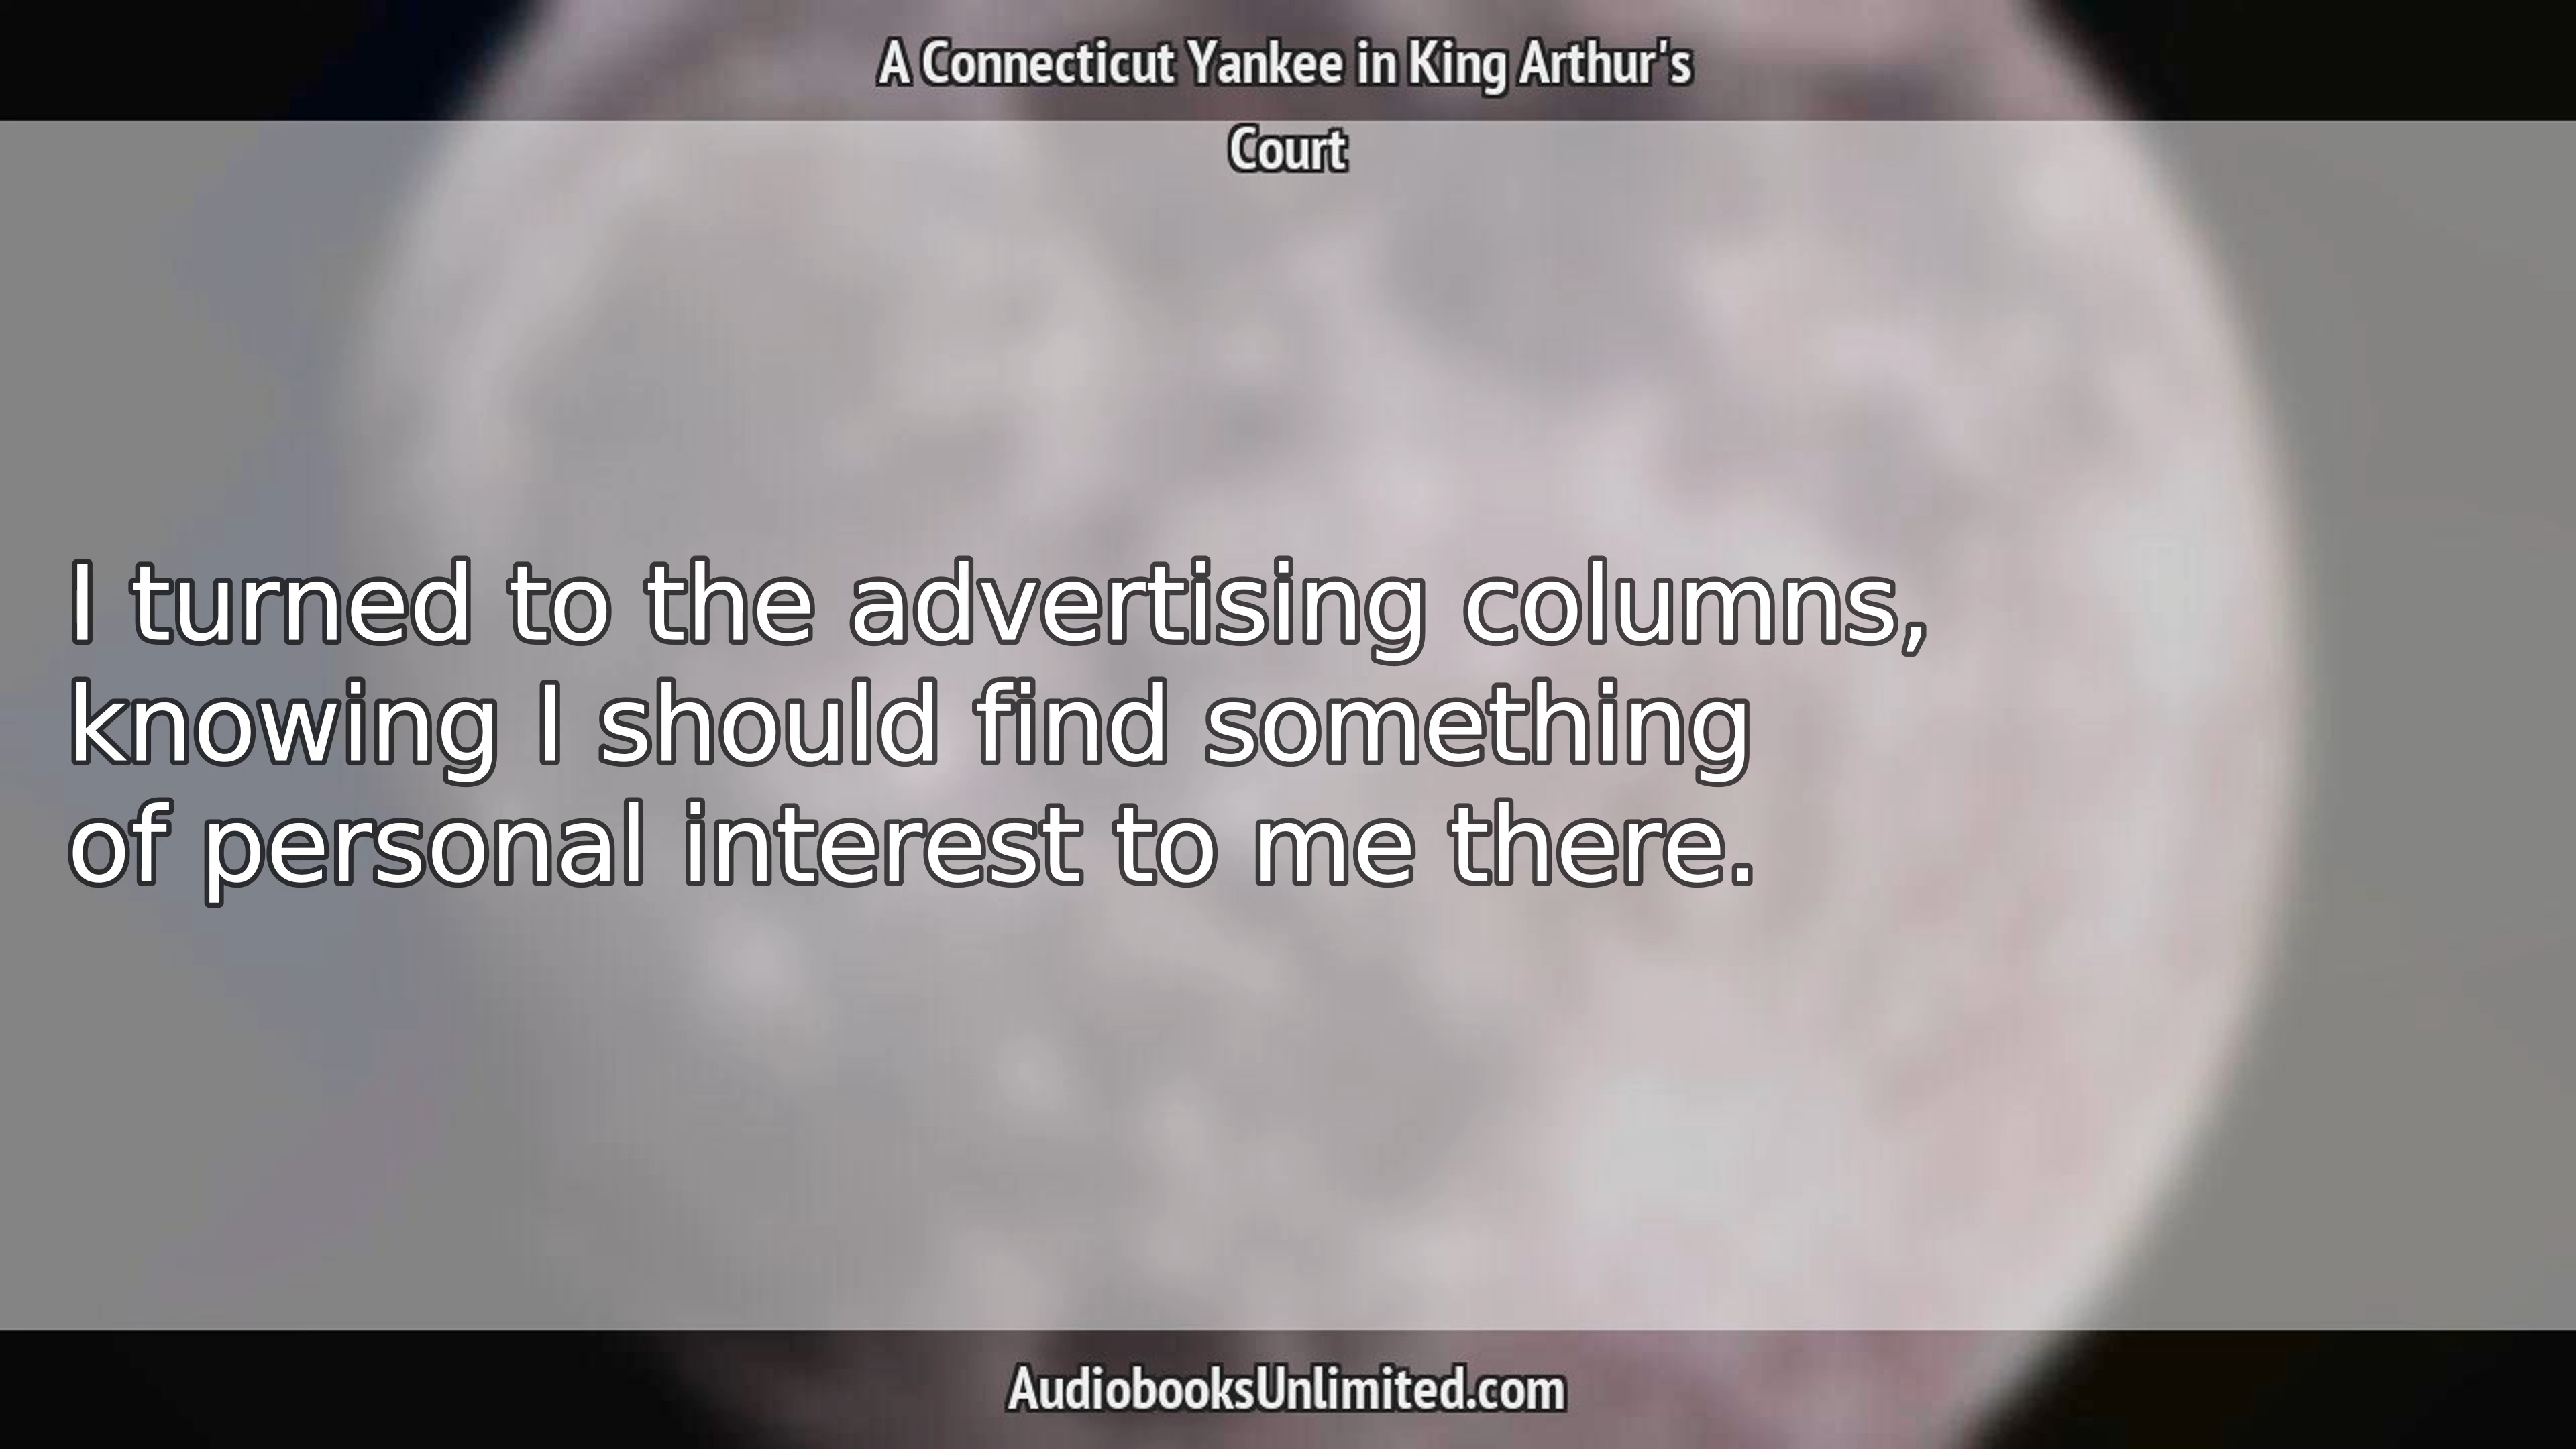 A Connecticut Yankee in King Arthur's
Court
I turned to the advertising columns,
knowing I should find something
of personal interest to me there.
AudiobooksUnlimited.com